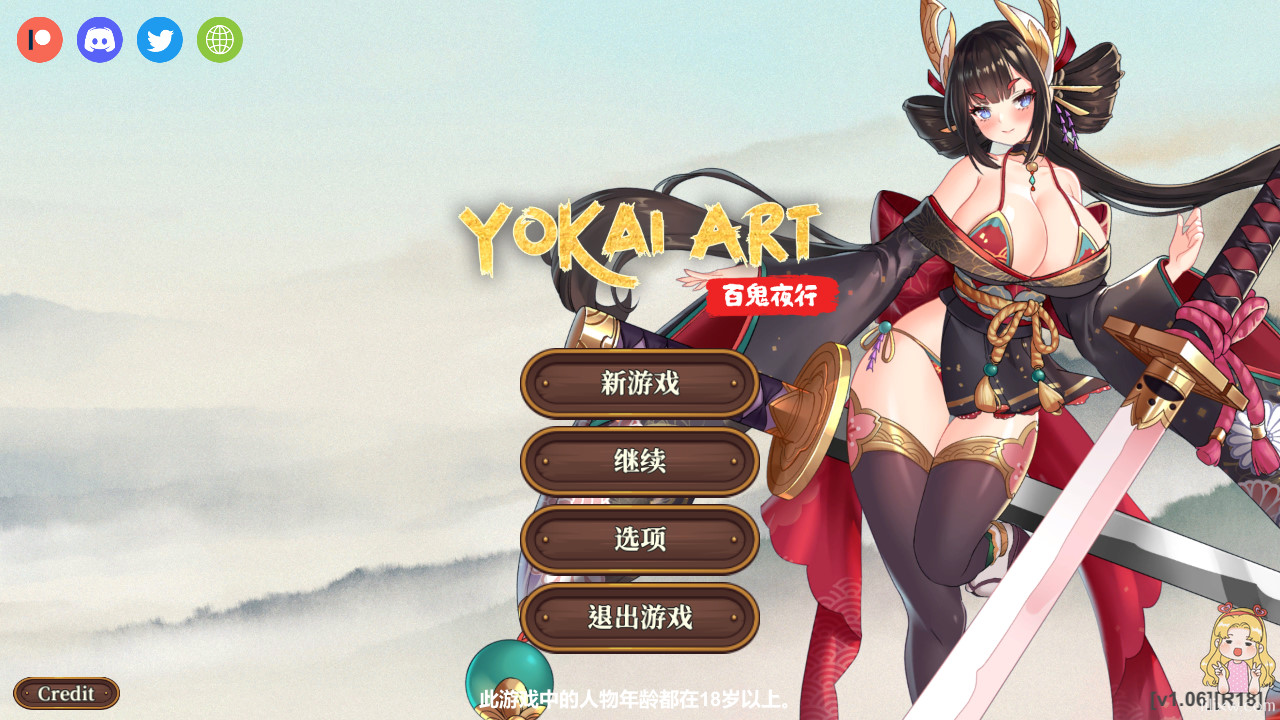 YOKAI ART
百鬼夜行
新游戏
继续
选项
退出游戏
Credit
此游戏中的人物年龄都在18岁以上。
[v1.06][R18]